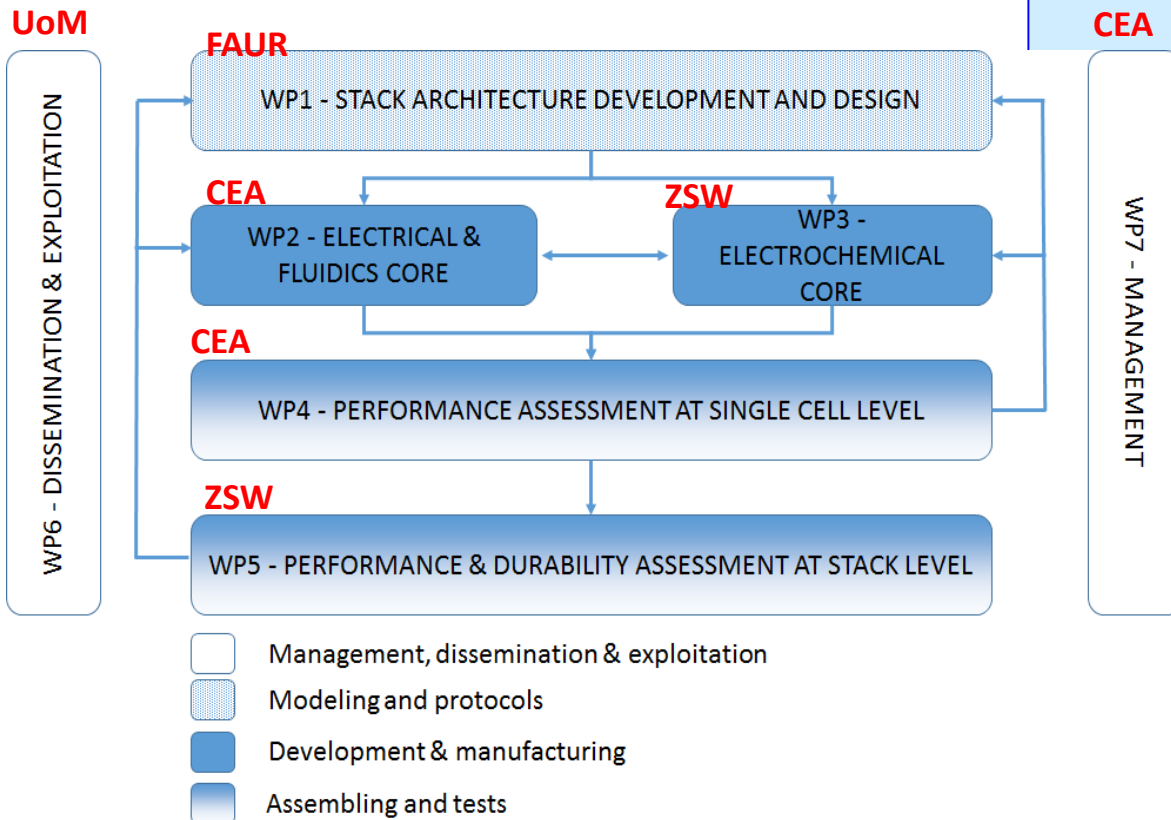 UoM
CEA
FAUR
WP1 - STACK ARCHITECTURE DEVELOPMENT AND DESIGN
CEA
ZSW
WP2 - ELECTRICAL &
FLUIDICS CORE
WP3 -
ELECTROCHEMICAL
CORE
CEA
WP4 - PERFORMANCE ASSESSMENT AT SINGLE CELL LEVEL
ZSW
WP5 - PERFORMANCE & DURABILITY ASSESSMENT AT STACK LEVEL
WP6 - DISSEMINATION & EXPLOITATION
WP7 - MANAGEMENT
Management, dissemination & exploitation
Modeling and protocols
Development & manufacturing
Assembling and tests